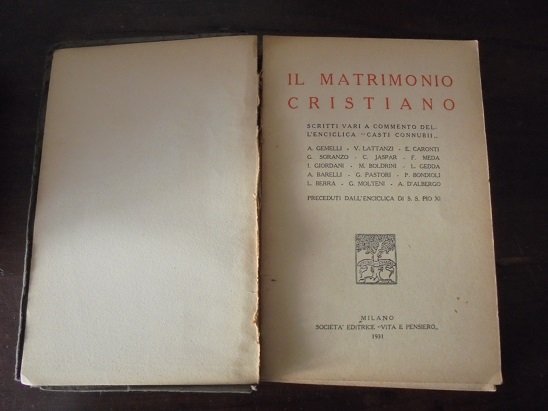 IL MATRIMONIO
CRISTIANO
SCRITTI VARI A COMMENTO DEL-
L'ENCICLICA "CASTI CONNUBII„
A. GEMELLI - V. LATTANZI - E. CARONTI
G. SORANZO - C. JASPAR - F. MEDA
I. GIORDANI - M. BOLDRINI - L. GEDDA
A. BARELLI - G. PASTORI - P. BONDIOLI
L. BERRA - G. MOLTENI - A. D'ALBERGO
PRECEDUTI DALL'ENCICLICA DI S. S. PIO XI
MILANO
SOCIETA' EDITRICE "VITA E PENSIERO„
1931